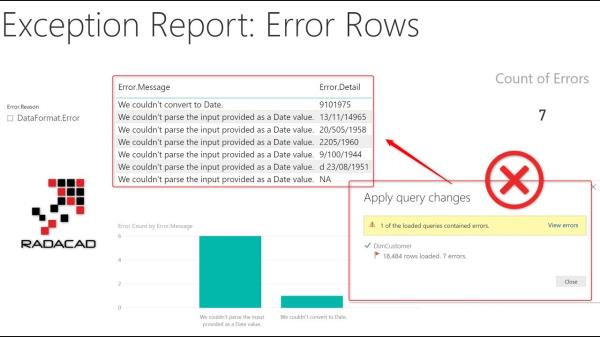 Exception Report: Error Rows
Error.Message Error.Detail
We couldn't convert to Date. 9101975
We couldn't parse the input provided as a Date value. 13/11/14965
We couldn't parse the input provided as a Date value. 20/505/1958
We couldn't parse the input provided as a Date value. 2205/1960
We couldn't parse the input provided as a Date value. 9/100/1944
We couldn't parse the input provided as a Date value. d 23/08/1951
We couldn't parse the input provided as a Date value. NA
Count of Errors
7
Error.Reason
DataFormat.Error
RADACAD
Apply query changes
1 of the loaded queries contained errors. View errors
DimCustomer
18,484 rows loaded. 7 errors.
Close
Error Count by Error.Message
6
4
2
0
We couldn't parse the input
provided as a Date value.
We couldn't convert to Date.